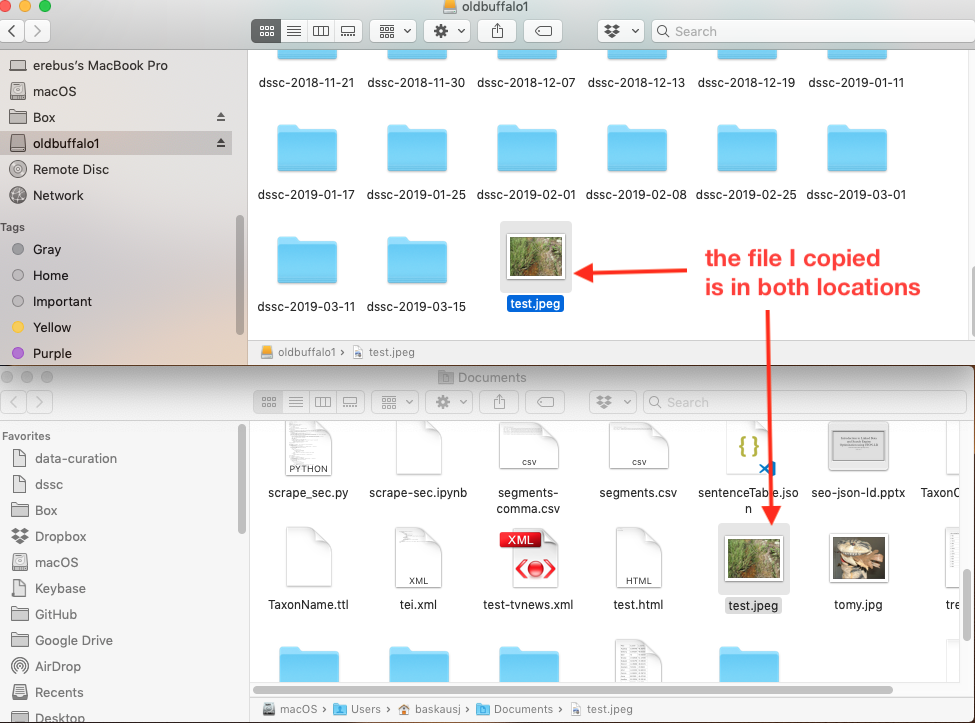 oldbuffalo1
Search
erebus's MacBook Pro
macOS
Box
oldbuffalo1
Remote Disc
Network
Tags
Gray
Home
Important
Yellow
Purple
dssc-2018-11-21 dssc-2018-11-30 dssc-2018-12-07 dssc-2018-12-13 dssc-2018-12-19 dssc-2019-01-11
dssc-2019-01-17 dssc-2019-01-25 dssc-2019-02-01 dssc-2019-02-08 dssc-2019-02-25 dssc-2019-03-01
dssc-2019-03-11 dssc-2019-03-15 test.jpeg
the file I copied
is in both locations
oldbuffalo1 › test.jpeg
Documents
Search
Favorites
data-curation
dssc
Box
Dropbox
macOS
Keybase
GitHub
Google Drive
AirDrop
Recents
Desktop
PYTHON
csv
csv
{ }
scrape_sec.py scrape-sec.ipynb segments-
comma.csv
segments.csv sentenceTable.jso
n
seo-json-ld.pptx TaxonC
XML
XML
HTML
TaxonName.ttl tei.xml test-tvnews.xml test.html test.jpeg tomy.jpg tre
macOS › Users › baskausj › Documents › test.jpeg